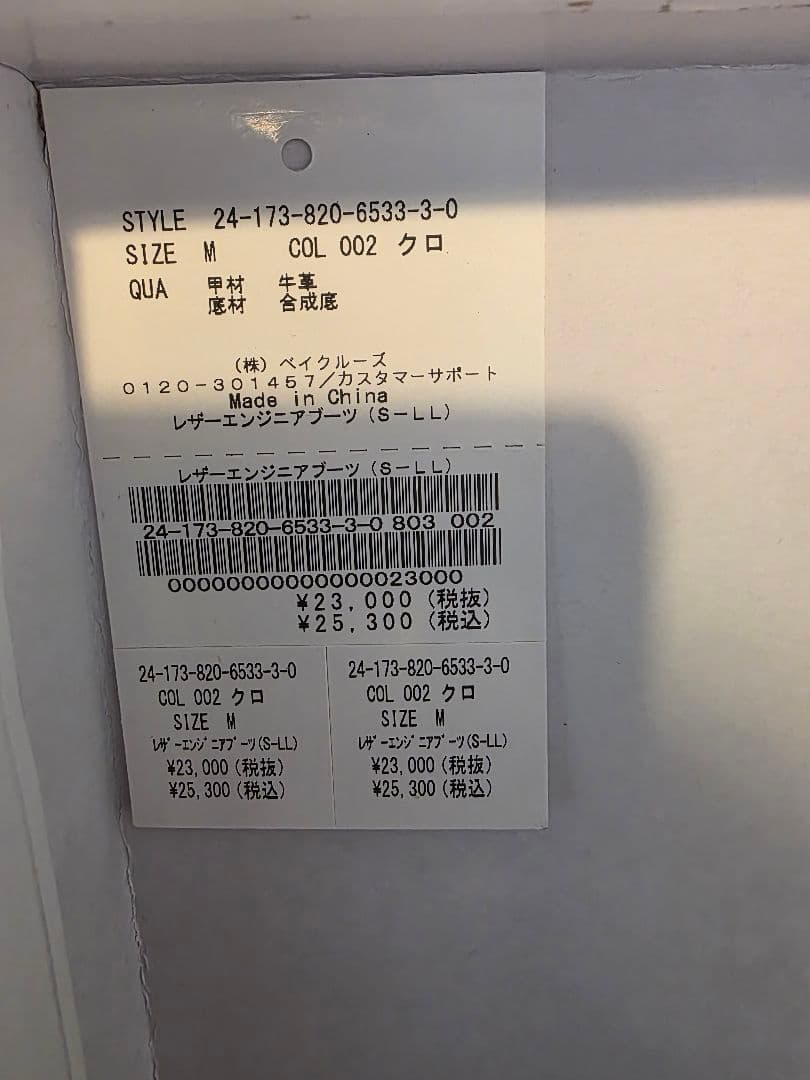 STYLE 24-173-820-6533-3-0
SIZE M COL 002 クロ
QUA 甲材 牛革
底材 合成底
(株) ベイクルーズ
0120-301457/カスタマーサポート
Made in China
レザーエンジニアブーツ(S-LL)
レザーエンジニアブーツ(S-LL)
24-173-820-6533-3-0 803 002
00000000000000023000
¥23,000(税抜)
¥25,300(税込)
24-173-820-6533-3-0
COL 002 クロ
SIZE M
ﾚｻﾞｰｴﾝｼﾞﾆｱﾌﾞｰﾂ(S-LL)
¥23,000(税抜)
¥25,300(税込)
24-173-820-6533-3-0
COL 002 クロ
SIZE M
ﾚｻﾞｰｴﾝｼﾞﾆｱﾌﾞｰﾂ(S-LL)
¥23,000(税抜)
¥25,300(税込)